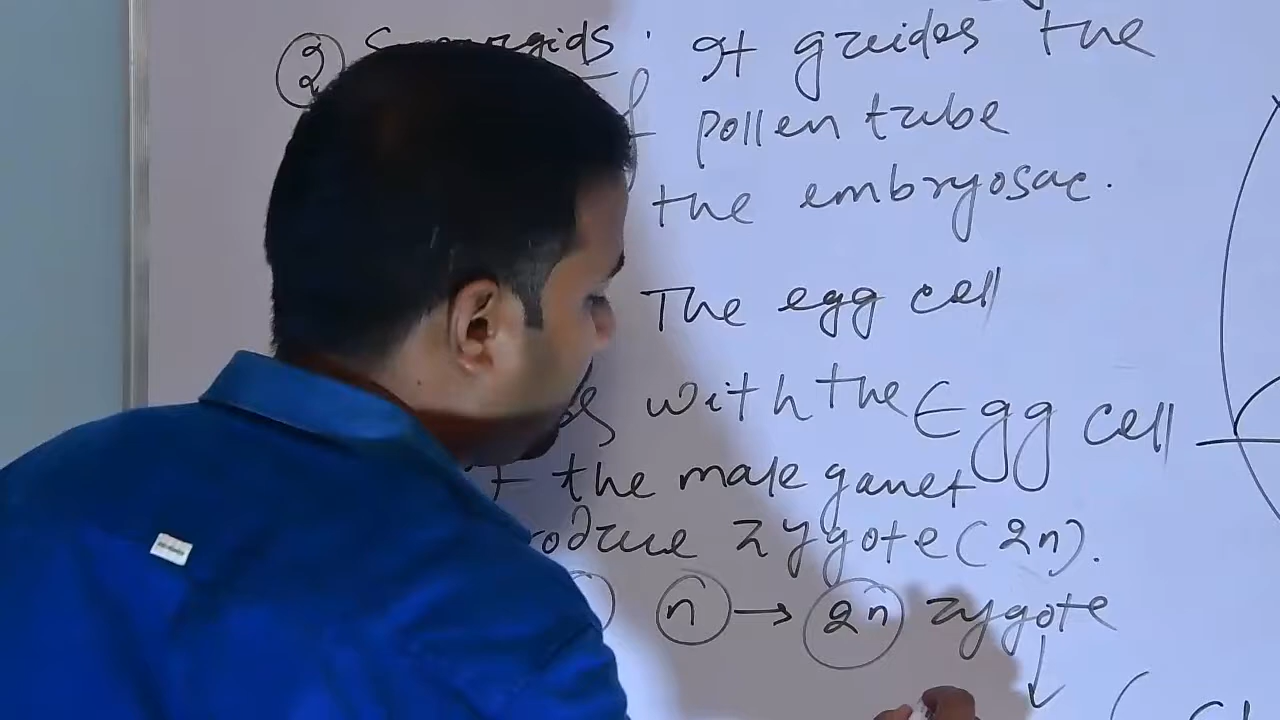 ② Synergids. It guides the
pollen tube
the embryosac.
The egg cell
with the Egg cell
the male gamet
produce zygote (2n).
n → 2n zygote